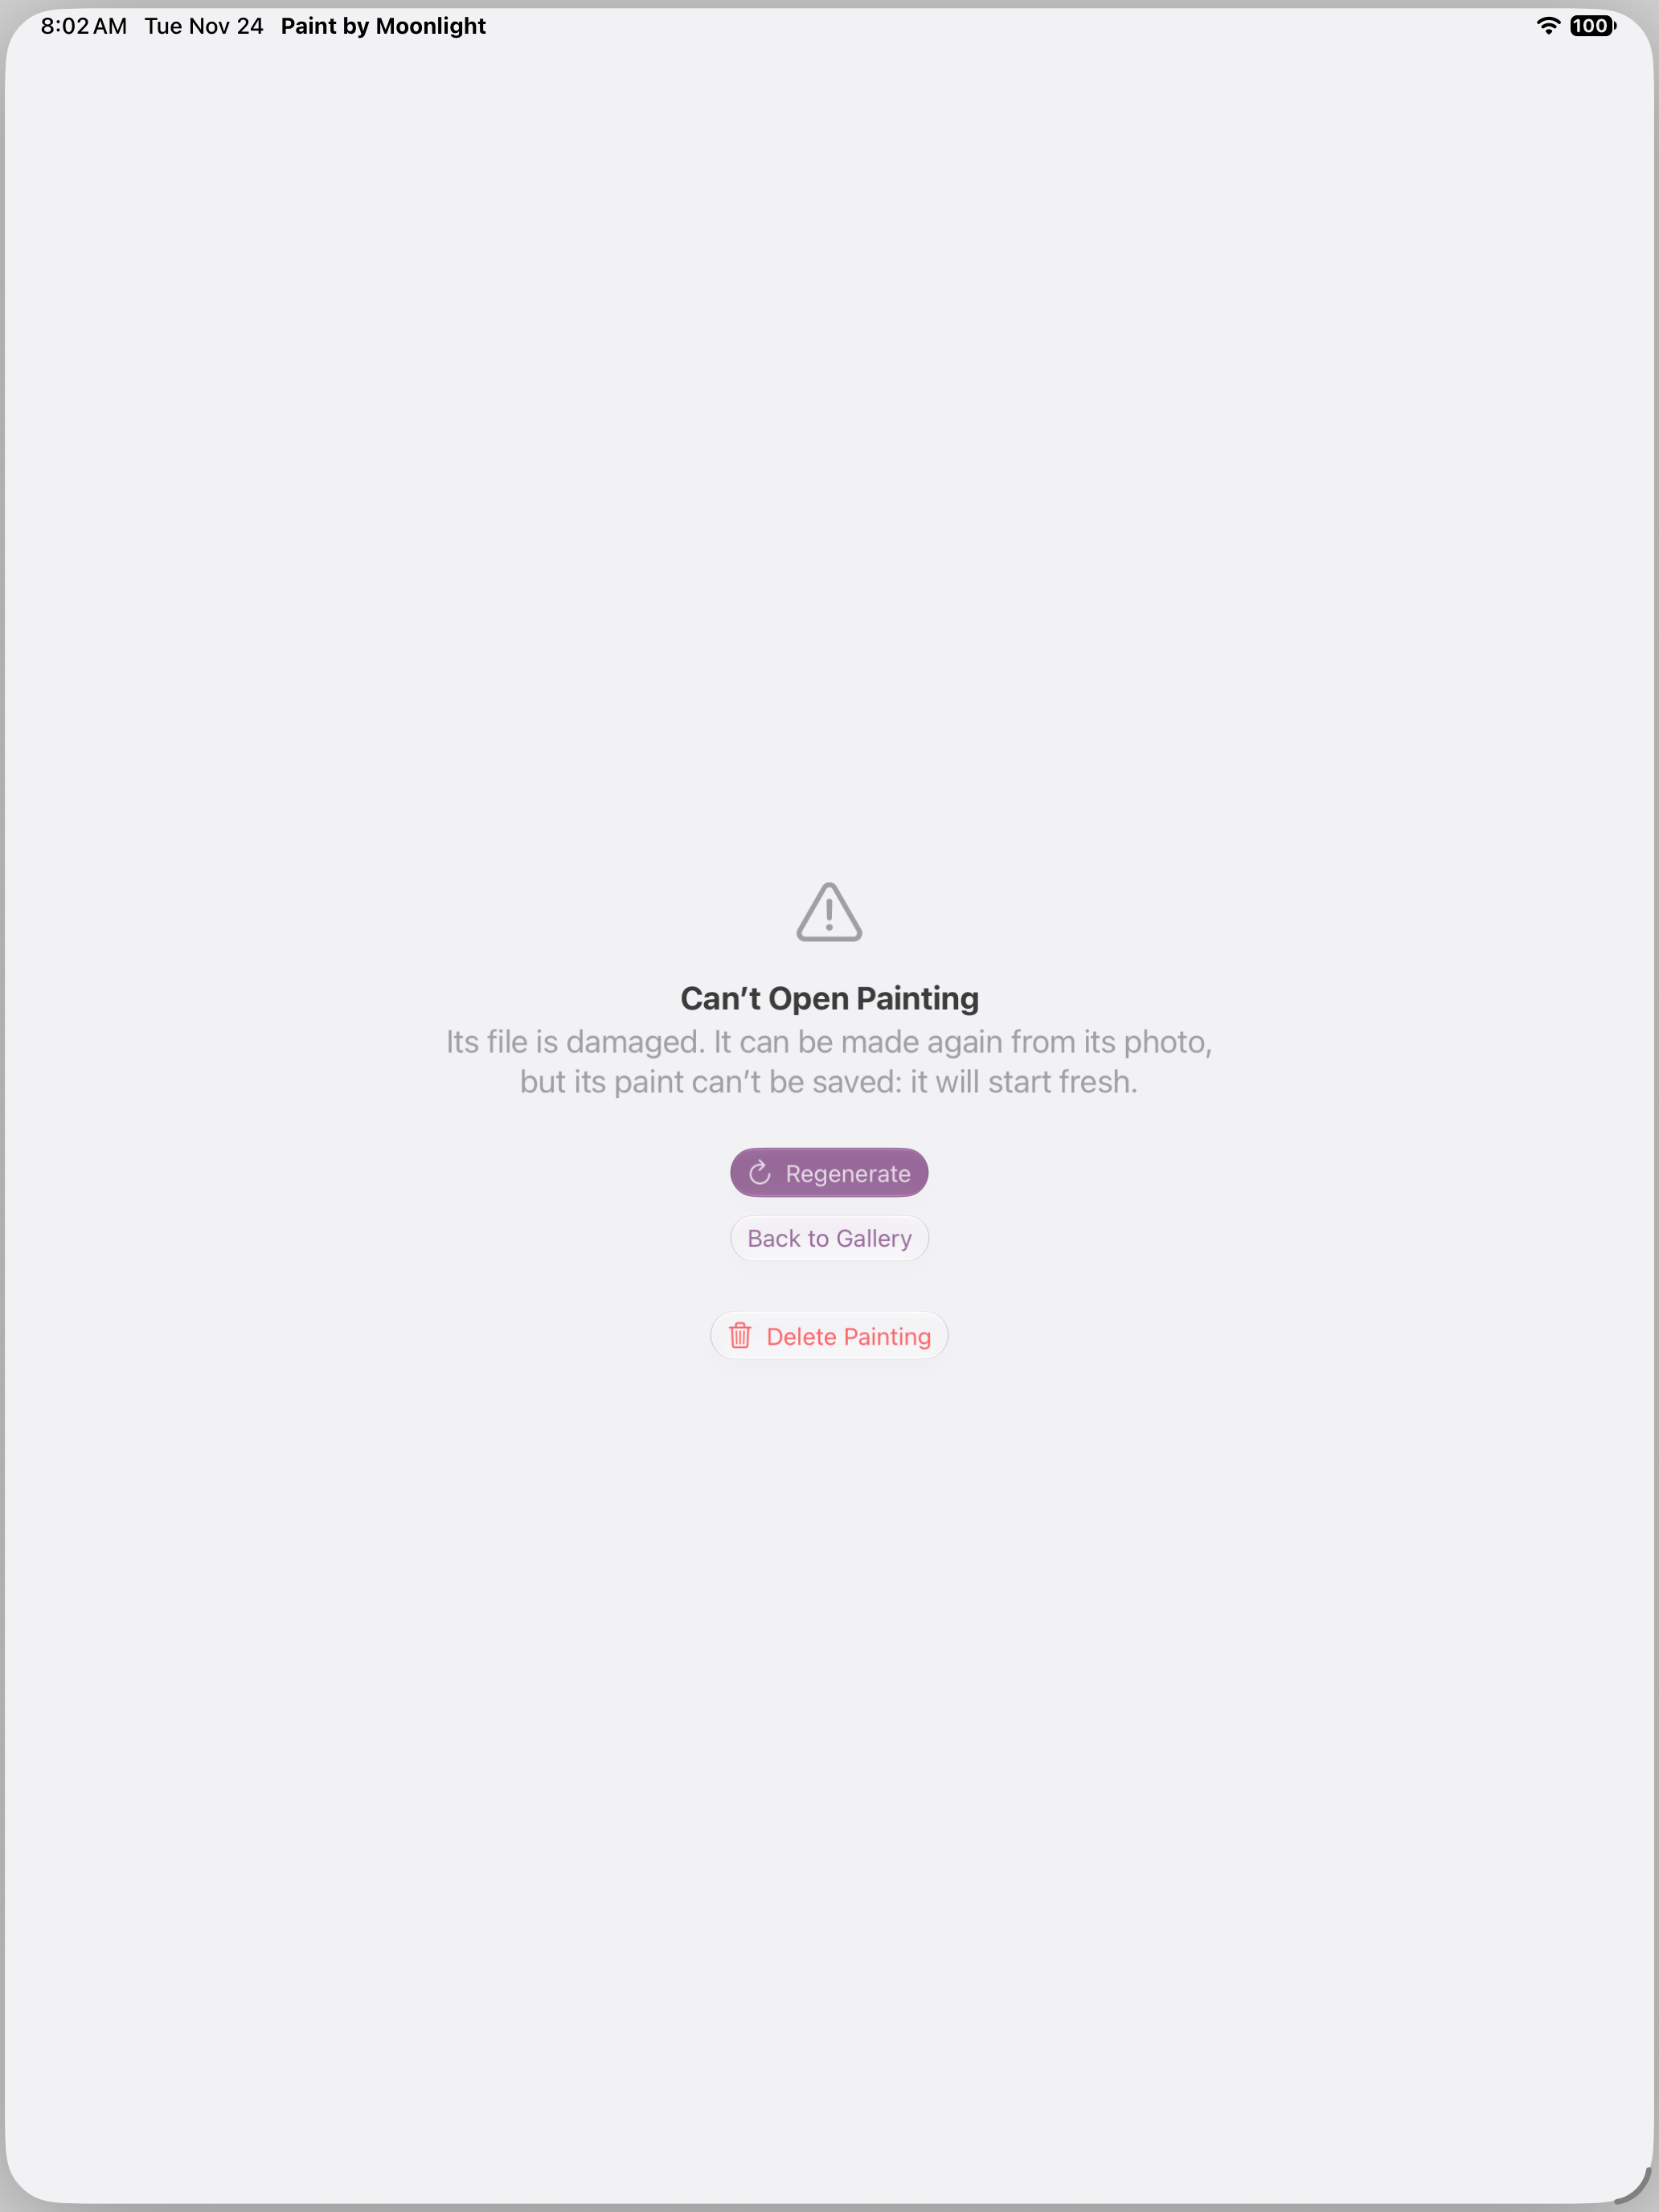 8:02 AM Tue Nov 24 Paint by Moonlight 100
Can’t Open Painting
Its file is damaged. It can be made again from its photo,
but its paint can’t be saved: it will start fresh.
Regenerate
Back to Gallery
Delete Painting